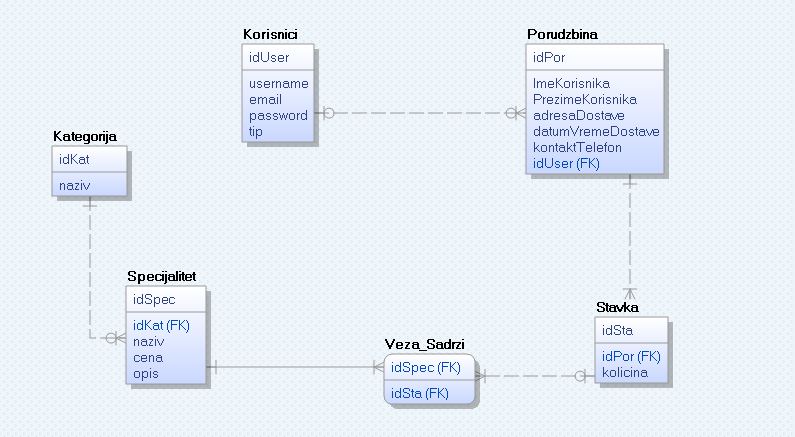 Korisnici
idUser
username
email
password
tip
Porudzbina
idPor
ImeKorisnika
PrezimeKorisnika
adresaDostave
datumVremeDostave
kontaktTelefon
idUser (FK)
Kategorija
idKat
naziv
Specijalitet
idSpec
idKat (FK)
naziv
cena
opis
Veza_Sadrzi
idSpec (FK)
idSta (FK)
Stavka
idSta
idPor (FK)
kolicina